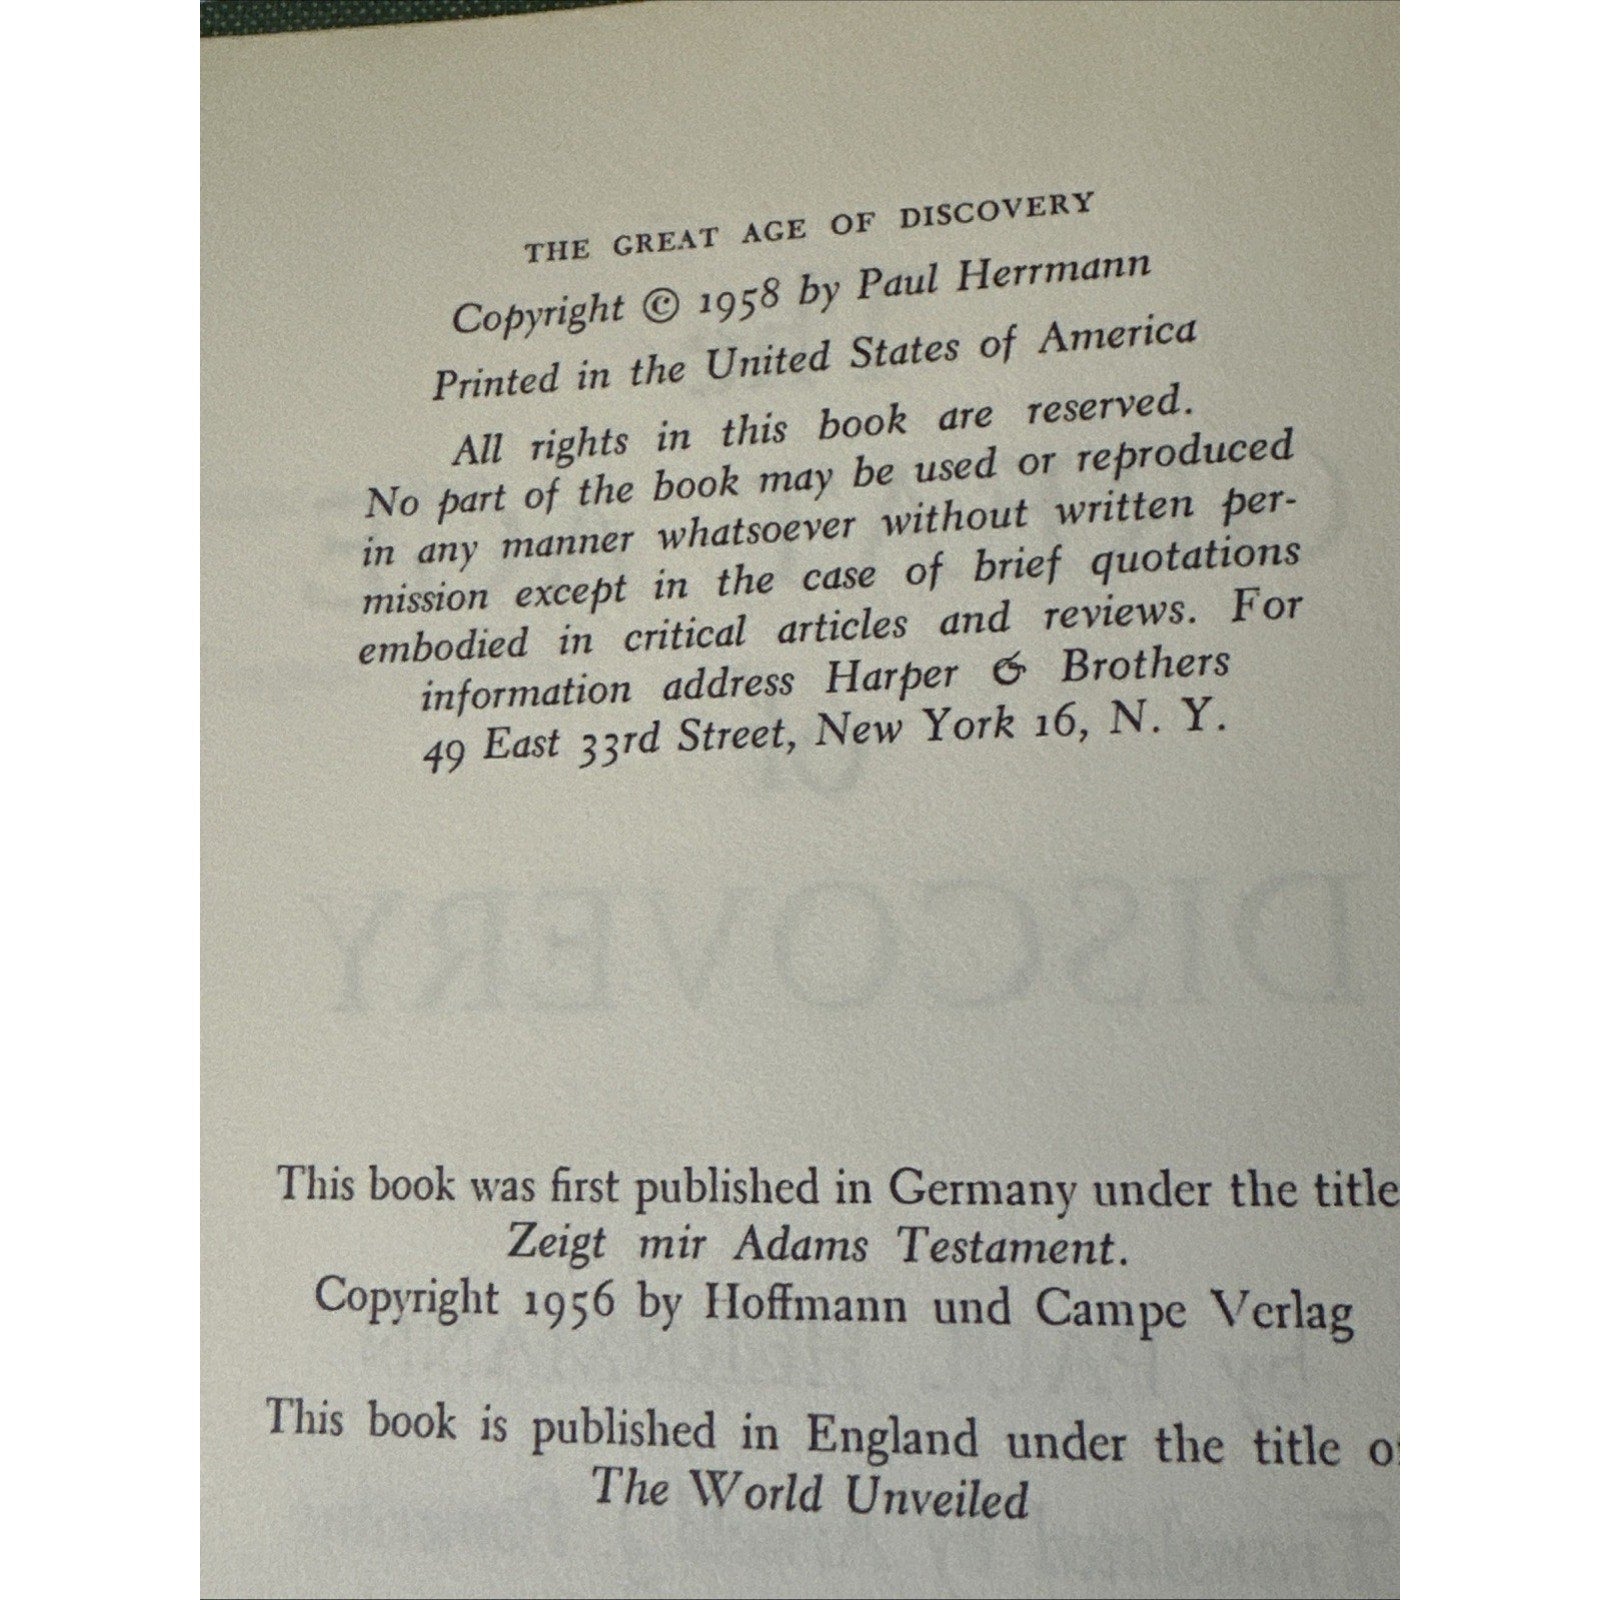 THE GREAT AGE OF DISCOVERY
Copyright © 1958 by Paul Herrmann
Printed in the United States of America
All rights in this book are reserved.
No part of the book may be used or reproduced
in any manner whatsoever without written per-
mission except in the case of brief quotations
embodied in critical articles and reviews. For
information address Harper & Brothers
49 East 33rd Street, New York 16, N. Y.
DISCOVERY
This book was first published in Germany under the title
Zeigt mir Adams Testament.
Copyright 1956 by Hoffmann und Campe Verlag
This book is published in England under the title o
The World Unveiled